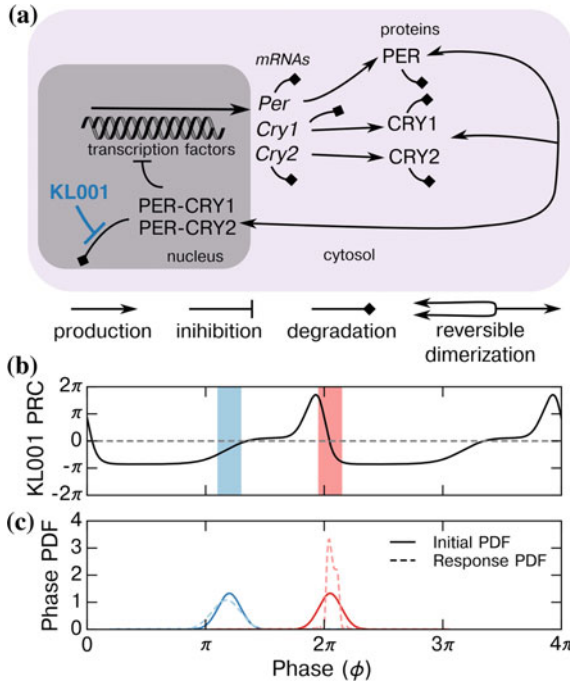 (a)
proteins
mRNAs
PER
Per
Cry1
CRY1
transcription factors
Cry2
CRY2
KL001
PER-CRY1
PER-CRY2
nucleus
cytosol
production
inihibition
degradation
reversible
dimerization
(b)
2π
π
0
-π
-2π
KL001 PRC
(c)
4
3
2
1
0
Phase PDF
Initial PDF
Response PDF
0
π
2π
3π
4π
Phase (ϕ)